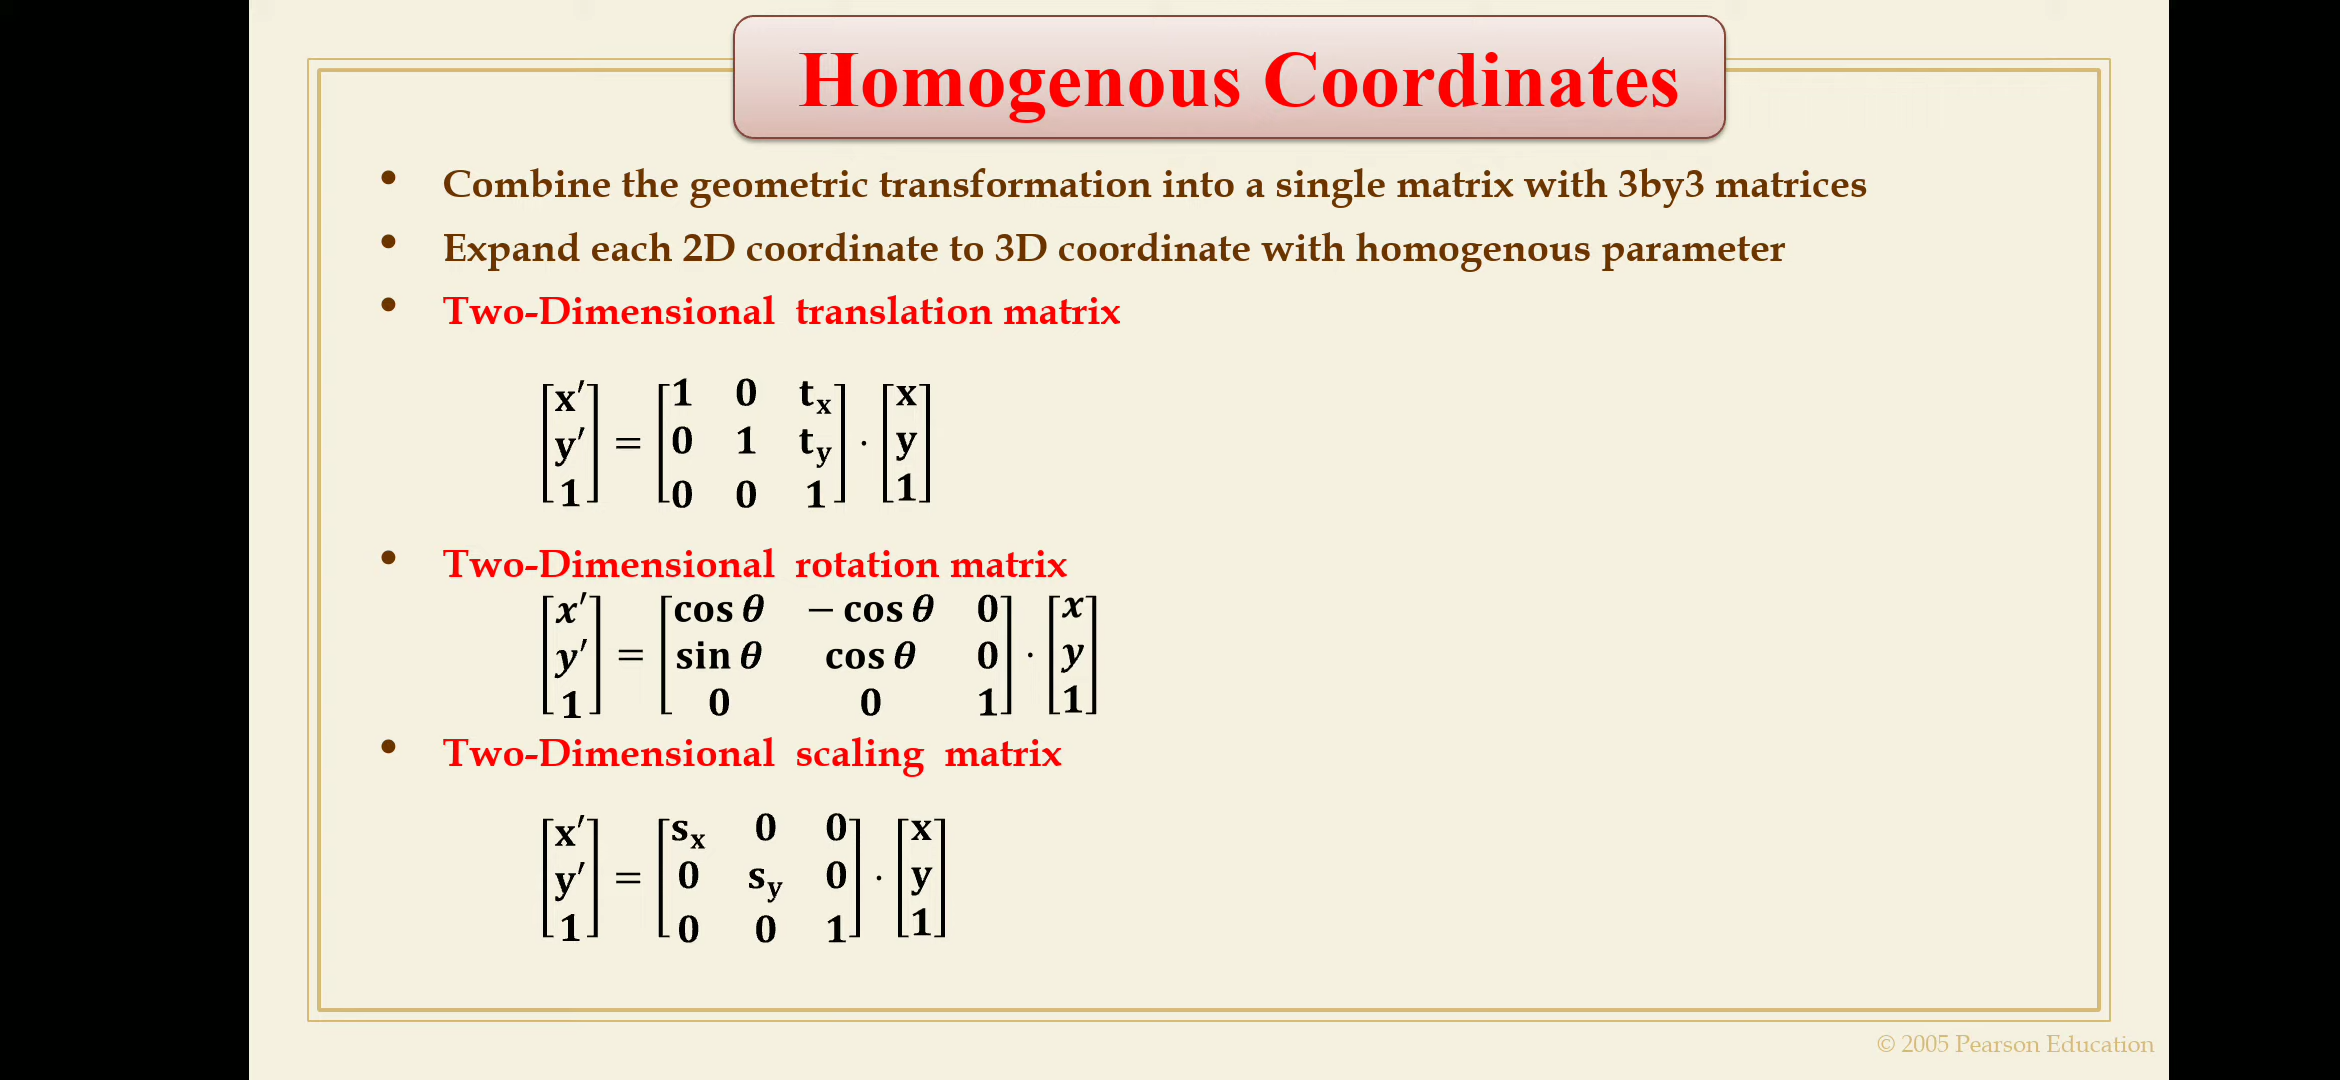 Homogenous Coordinates
• Combine the geometric transformation into a single matrix with 3by3 matrices
• Expand each 2D coordinate to 3D coordinate with homogenous parameter
• Two-Dimensional translation matrix
[x′ y′ 1] = [1 0 tₓ; 0 1 t_y; 0 0 1] · [x y 1]
• Two-Dimensional rotation matrix
[x′ y′ 1] = [cos θ − cos θ 0; sin θ cos θ 0; 0 0 1] · [x y 1]
• Two-Dimensional scaling matrix
[x′ y′ 1] = [sₓ 0 0; 0 s_y 0; 0 0 1] · [x y 1]
© 2005 Pearson Education